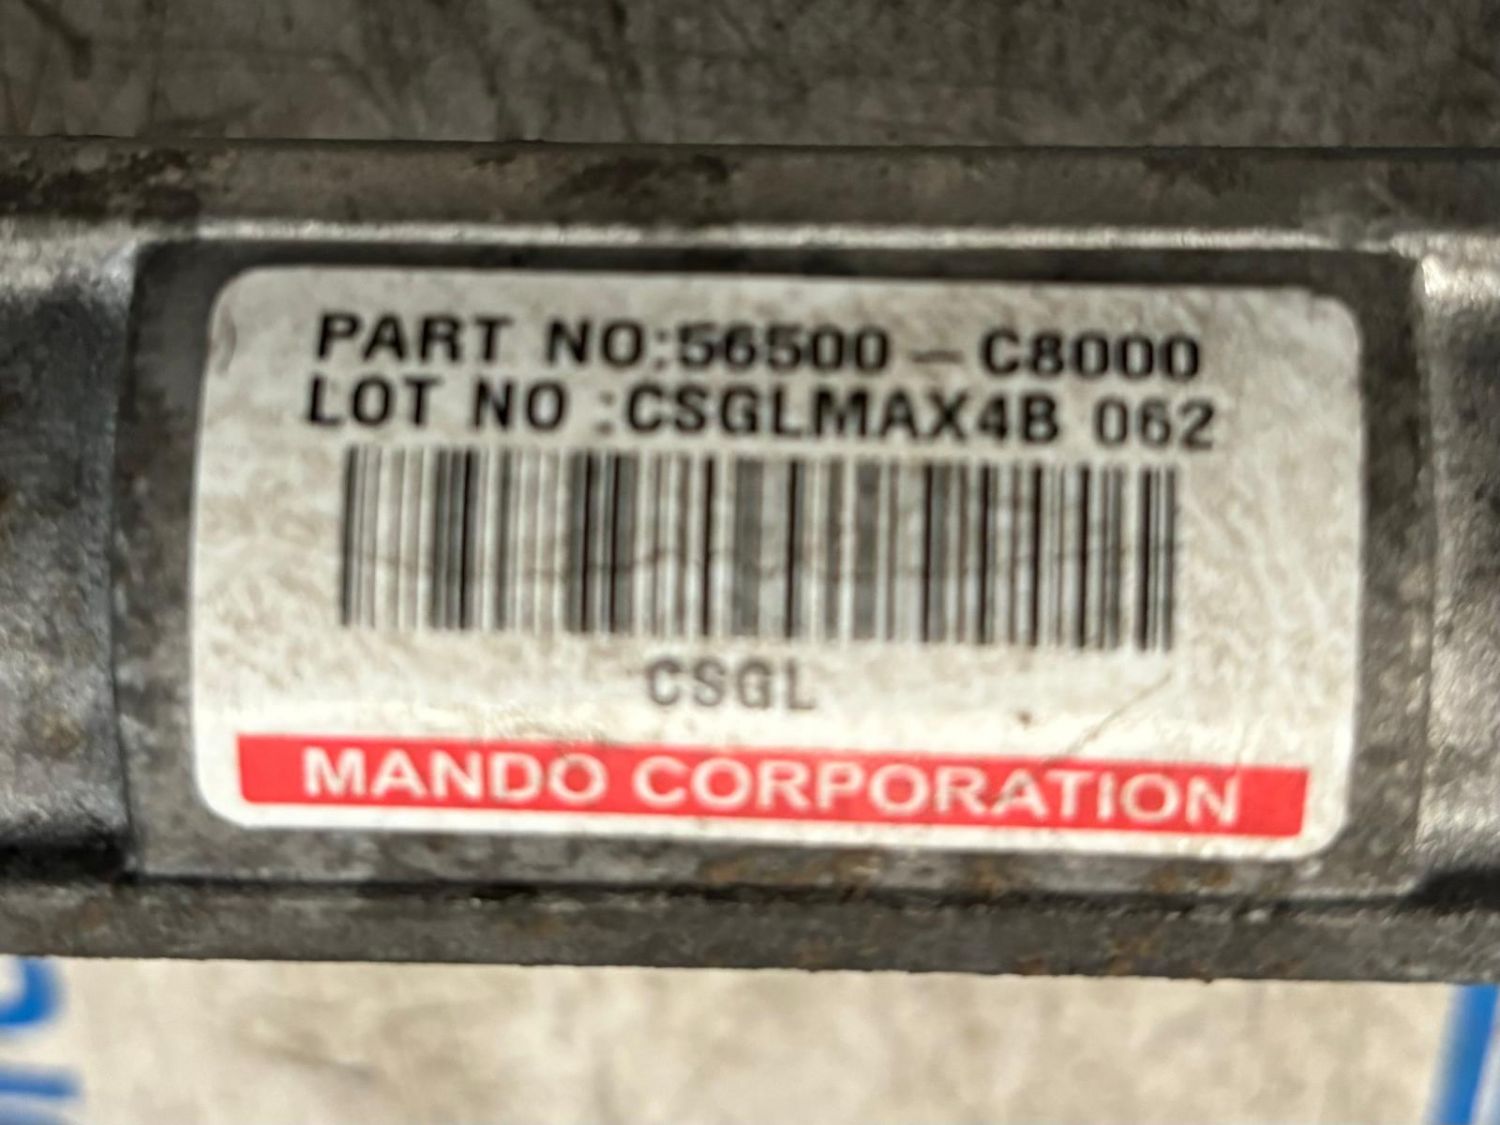 PART NO:56500-C8000
LOT NO :CSGLMAX4B 062
CSGL
MANDO CORPORATION